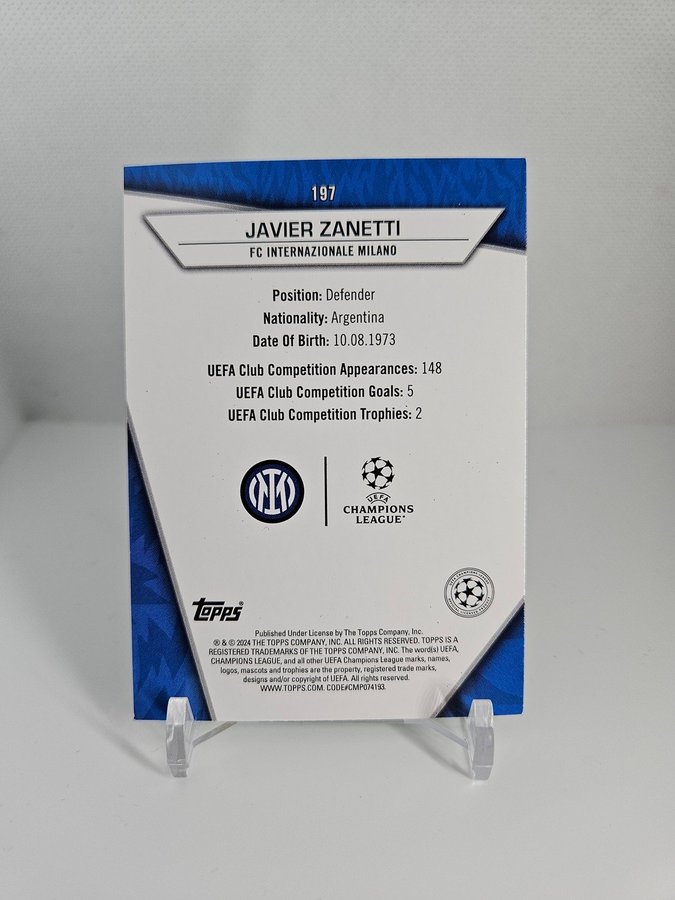 197
JAVIER ZANETTI
FC INTERNAZIONALE MILANO
Position: Defender
Nationality: Argentina
Date Of Birth: 10.08.1973
UEFA Club Competition Appearances: 148
UEFA Club Competition Goals: 5
UEFA Club Competition Trophies: 2
UEFA
CHAMPIONS
LEAGUE
topps®
Published Under License by The Topps Company, Inc.
® & © 2024 THE TOPPS COMPANY, INC. ALL RIGHTS RESERVED. TOPPS IS A
REGISTERED TRADEMARKS OF THE TOPPS COMPANY, INC. The word(s) UEFA,
CHAMPIONS LEAGUE, and all other UEFA Champions League marks, names,
logos, mascots and trophies are the property, registered trade marks,
designs and/or copyright of UEFA. All rights reserved.
WWW.TOPPS.COM. CODE#CMP074193.